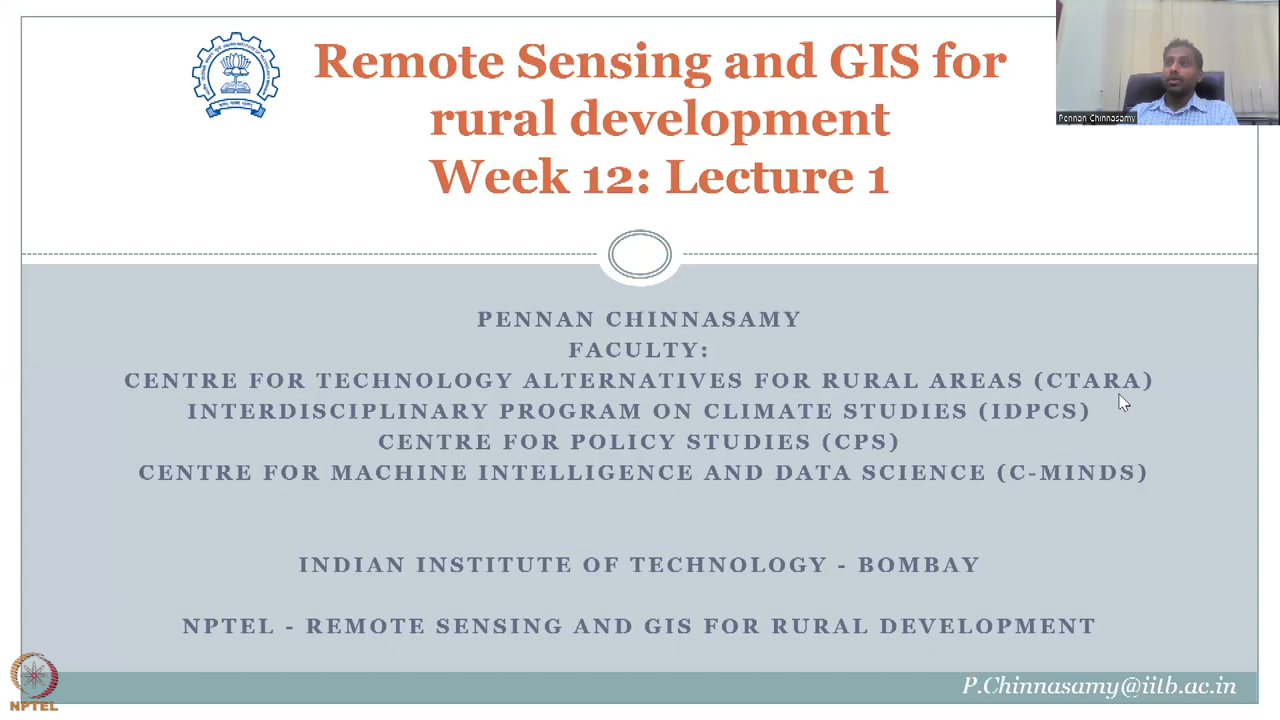 Remote Sensing and GIS for
rural development
Week 12: Lecture 1
Pennan Chinnasamy
PENNAN CHINNASAMY
FACULTY:
CENTRE FOR TECHNOLOGY ALTERNATIVES FOR RURAL AREAS (CTARA)
INTERDISCIPLINARY PROGRAM ON CLIMATE STUDIES (IDPCS)
CENTRE FOR POLICY STUDIES (CPS)
CENTRE FOR MACHINE INTELLIGENCE AND DATA SCIENCE (C-MINDS)
INDIAN INSTITUTE OF TECHNOLOGY - BOMBAY
NPTEL - REMOTE SENSING AND GIS FOR RURAL DEVELOPMENT
P.Chinnasamy@iitb.ac.in
NPTEL